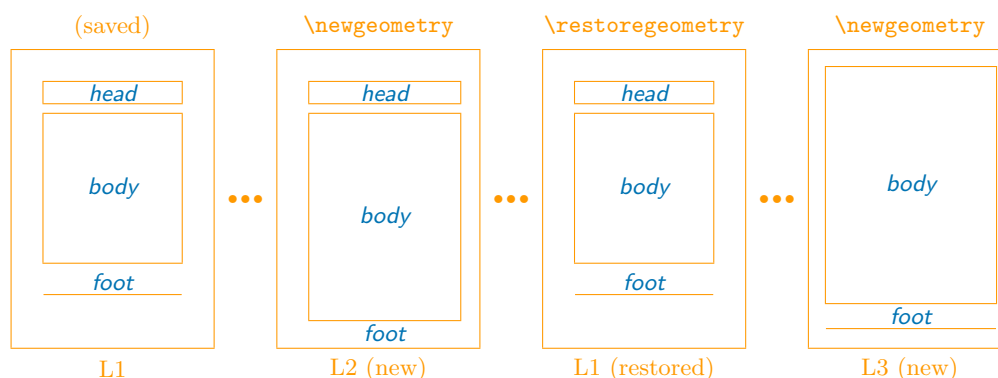 (saved) \newgeometry \restoregeometry \newgeometry
head head head
body body body body
foot foot foot foot
L1 L2 (new) L1 (restored) L3 (new)